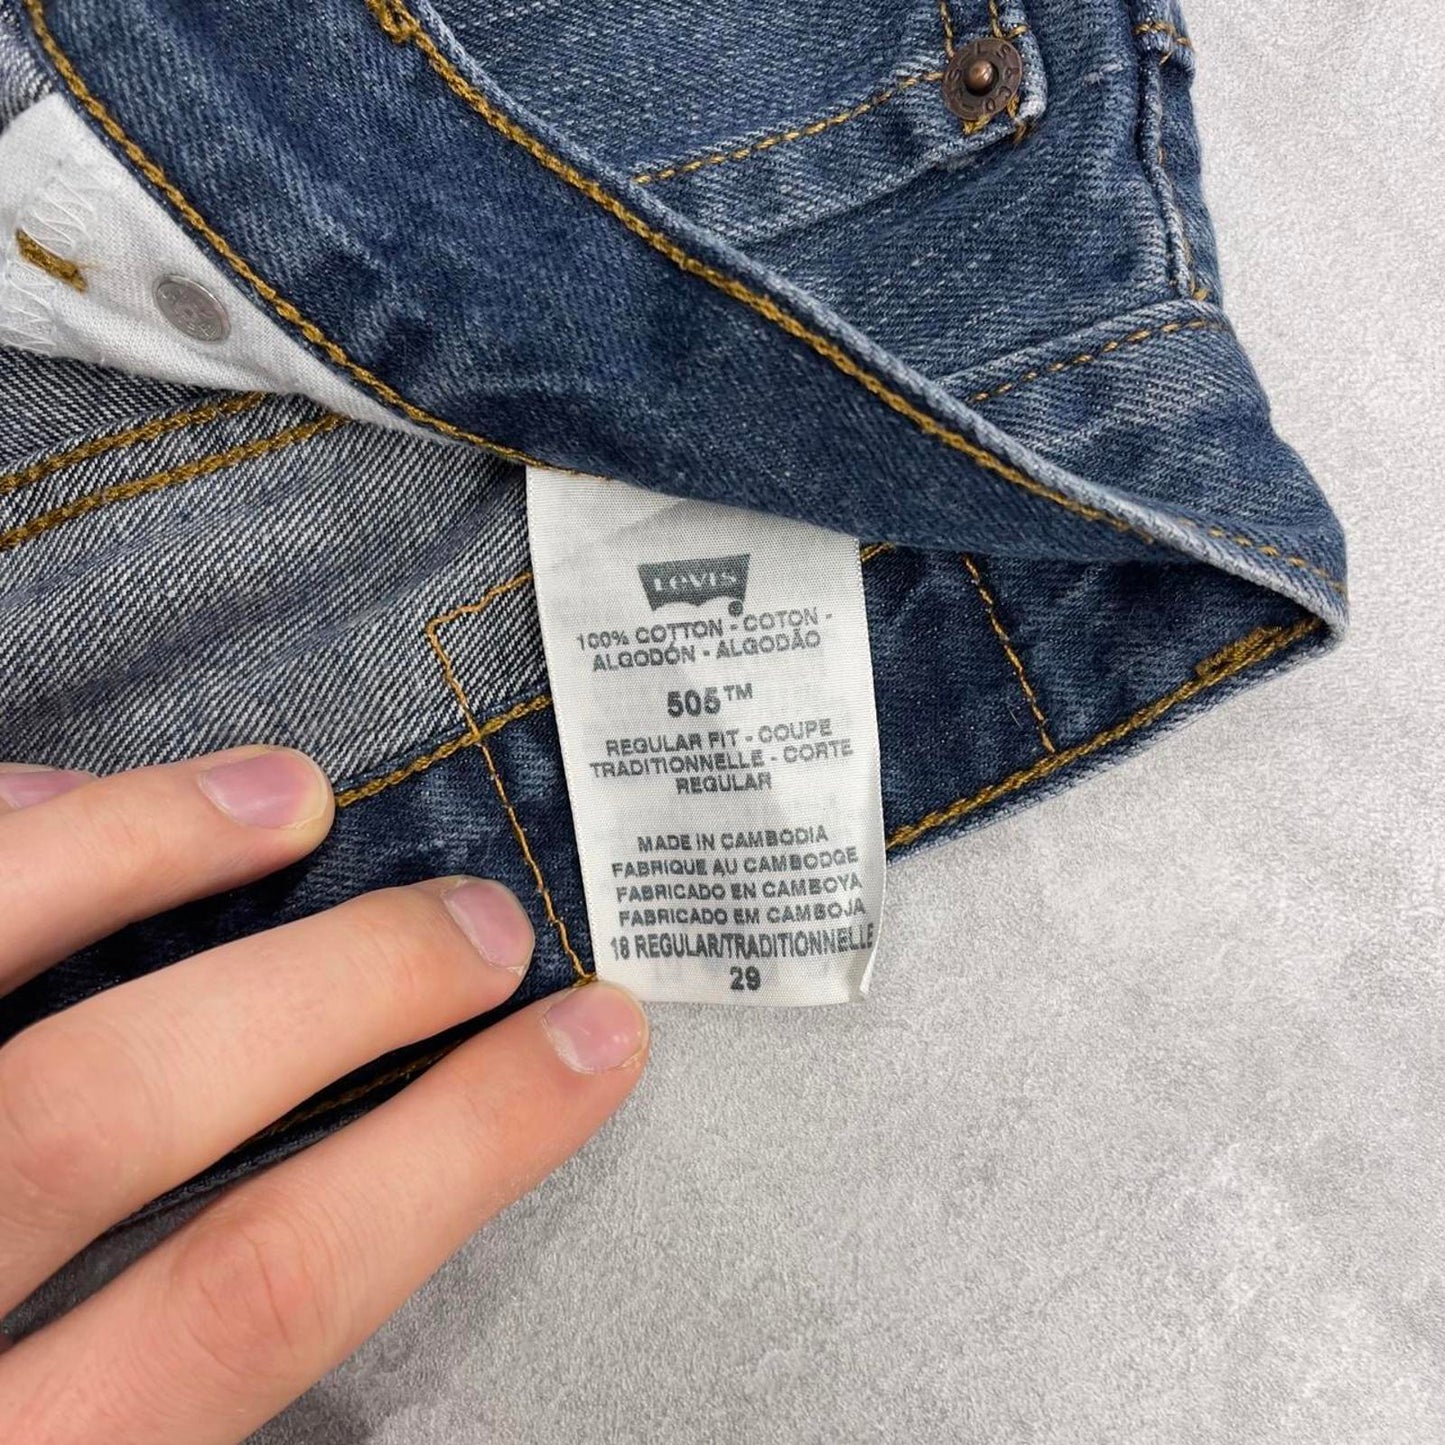 LEVI'S
100% COTTON - COTON -
ALGODÓN - ALGODÃO
505™
REGULAR FIT - COUPE
TRADITIONNELLE - CORTE
REGULAR
MADE IN CAMBODIA
FABRIQUE AU CAMBODGE
FABRICADO EN CAMBOYA
FABRICADO EM CAMBOJA
18 REGULAR/TRADITIONNELLE
29